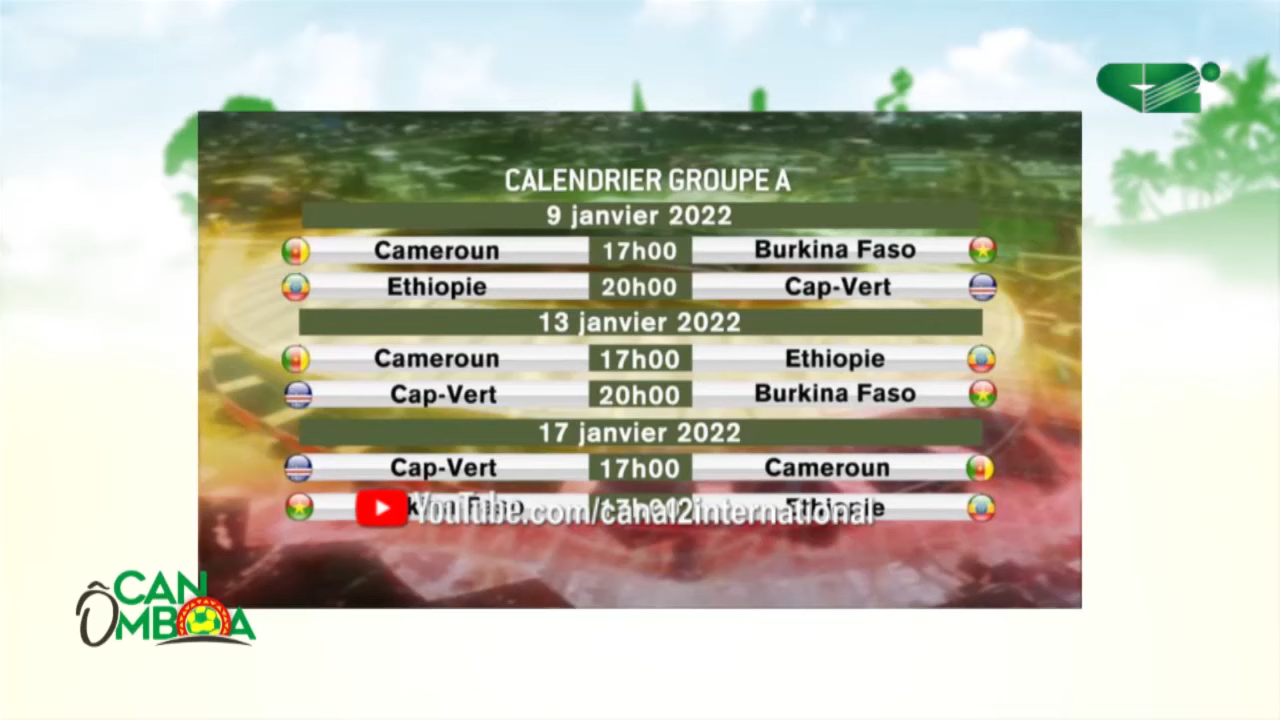 CALENDRIER GROUPE A
9 janvier 2022
Cameroun 17h00 Burkina Faso
Ethiopie 20h00 Cap-Vert
13 janvier 2022
Cameroun 17h00 Ethiopie
Cap-Vert 20h00 Burkina Faso
17 janvier 2022
Cap-Vert 17h00 Cameroun
YouTube.com/canal2international
CAN
Ô MBOA